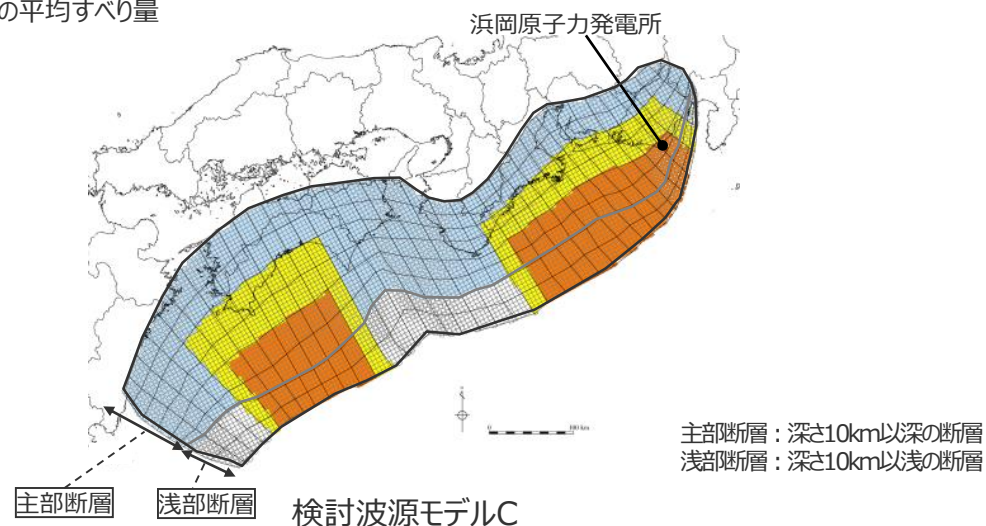 の平均すべり量
浜岡原子力発電所
0 100 km
主部断層：深さ10km以深の断層
浅部断層：深さ10km以浅の断層
主部断層
浅部断層
検討波源モデルC